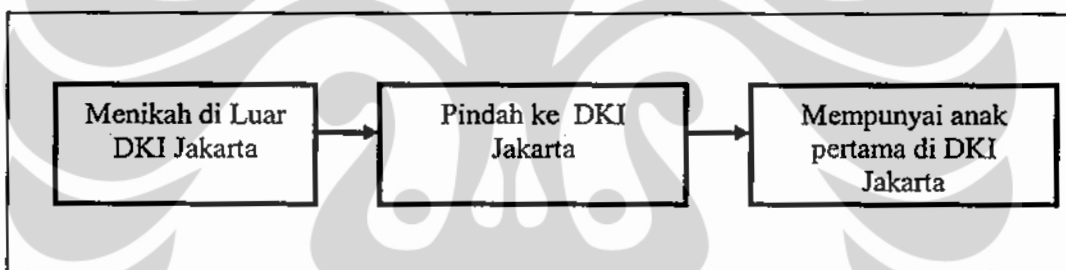 Menikah di Luar
DKI Jakarta
Pindah ke DKI
Jakarta
Mempunyai anak
pertama di DKI
Jakarta